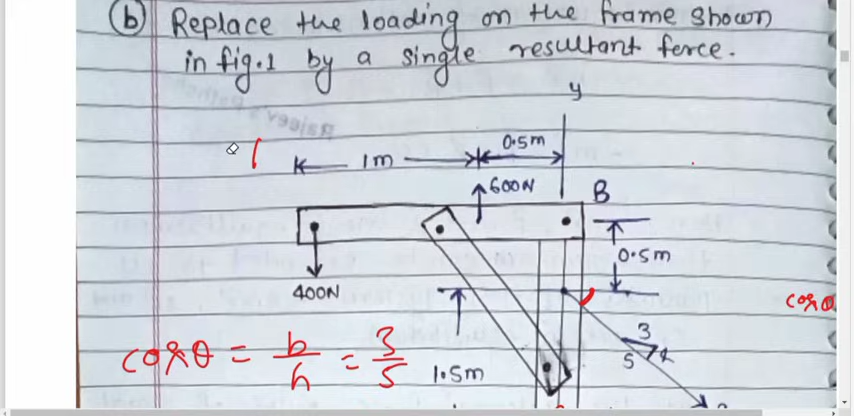 (b) Replace the loading on the frame shown
in fig.1 by a single resultant force.
y
1m
0.5m
600N
B
0.5m
400N
cosθ
cosθ = b/h = 3/5
3
5
4
1.5m